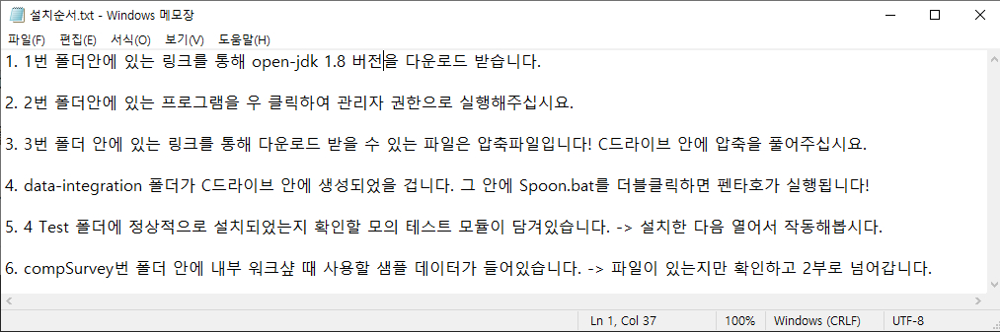 설치순서.txt - Windows 메모장
파일(F) 편집(E) 서식(O) 보기(V) 도움말(H)
1. 1번 폴더안에 있는 링크를 통해 open-jdk 1.8 버전을 다운로드 받습니다.
2. 2번 폴더안에 있는 프로그램을 우 클릭하여 관리자 권한으로 실행해주십시요.
3. 3번 폴더 안에 있는 링크를 통해 다운로드 받을 수 있는 파일은 압축파일입니다! C드라이브 안에 압축을 풀어주십시요.
4. data-integration 폴더가 C드라이브 안에 생성되었을 겁니다. 그 안에 Spoon.bat를 더블클릭하면 펜타호가 실행됩니다!
5. 4 Test 폴더에 정상적으로 설치되었는지 확인할 모의 테스트 모듈이 담겨있습니다. -> 설치한 다음 열어서 작동해봅시다.
6. compSurvey번 폴더 안에 내부 워크샾 때 사용할 샘플 데이터가 들어있습니다. -> 파일이 있는지만 확인하고 2부로 넘어갑니다.
Ln 1, Col 37 100% Windows (CRLF) UTF-8